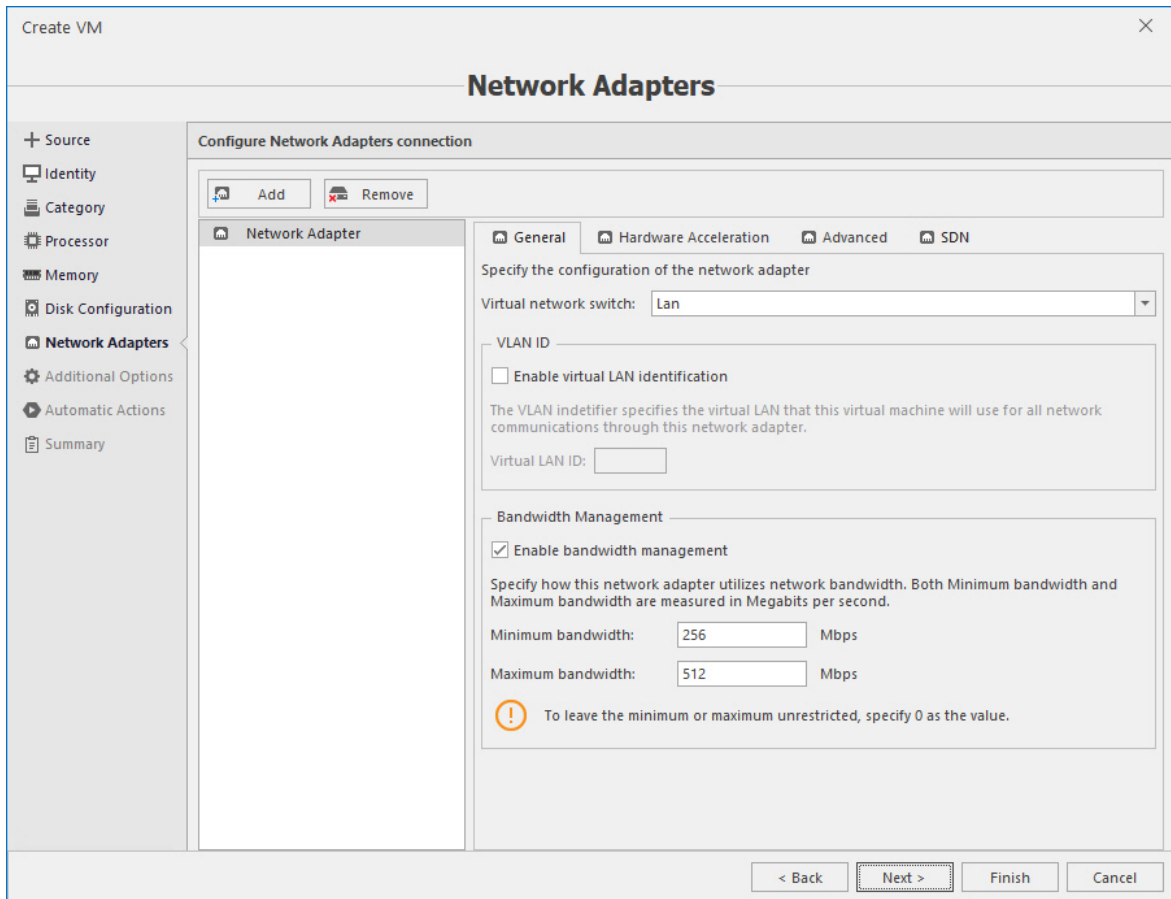 Create VM
Network Adapters
Source
Identity
Category
Processor
Memory
Disk Configuration
Network Adapters
Additional Options
Automatic Actions
Summary
Configure Network Adapters connection
Add Remove
Network Adapter
General Hardware Acceleration Advanced SDN
Specify the configuration of the network adapter
Virtual network switch: Lan
VLAN ID
Enable virtual LAN identification
The VLAN indetifier specifies the virtual LAN that this virtual machine will use for all network
communications through this network adapter.
Virtual LAN ID:
Bandwidth Management
Enable bandwidth management
Specify how this network adapter utilizes network bandwidth. Both Minimum bandwidth and
Maximum bandwidth are measured in Megabits per second.
Minimum bandwidth: 256 Mbps
Maximum bandwidth: 512 Mbps
To leave the minimum or maximum unrestricted, specify 0 as the value.
< Back Next > Finish Cancel